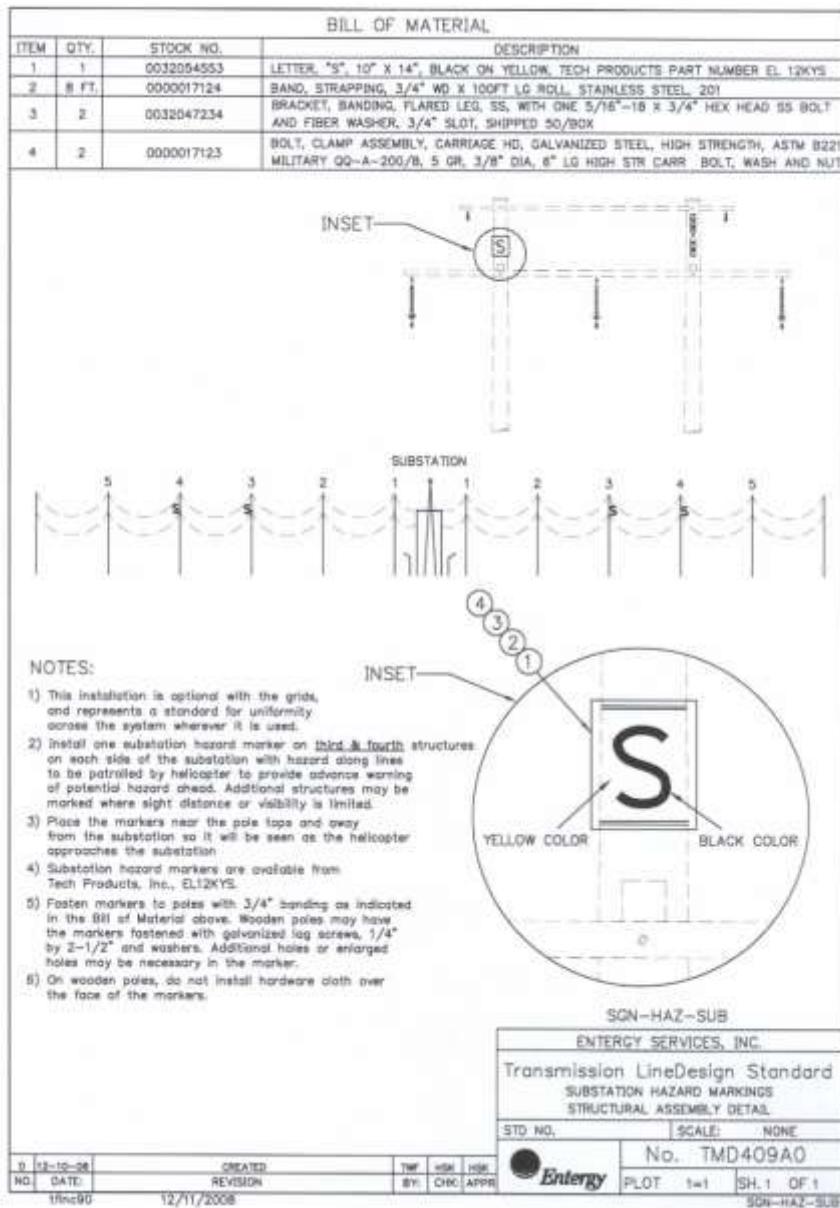 BILL OF MATERIAL
ITEM QTY. STOCK NO. DESCRIPTION
1 1 0032054553 LETTER, "S", 10" X 14", BLACK ON YELLOW, TECH PRODUCTS PART NUMBER EL 12KYS
2 8 FT. 0000017124 BAND, STRAPPING, 3/4" WD X 100FT LG ROLL, STAINLESS STEEL, 201
3 2 0032047234 BRACKET, BANDING, FLARED LEG, SS, WITH ONE 5/16"-18 X 3/4" HEX HEAD SS BOLT
AND FIBER WASHER, 3/4" SLOT, SHIPPED 50/BOX
4 2 0000017123 BOLT, CLAMP ASSEMBLY, CARRIAGE HD, GALVANIZED STEEL, HIGH STRENGTH, ASTM B221
MILITARY QQ-A-200/8, 5 GR, 3/8" DIA, 6" LG HIGH STR CARR BOLT, WASH AND NUT
INSET
S
SUBSTATION
5 4 3 2 1 1 2 3 4 5
S S S S
4
3
2
1
INSET
S
YELLOW COLOR
BLACK COLOR
NOTES:
1) This installation is optional with the grids,
and represents a standard for uniformity
across the system wherever it is used.
2) Install one substation hazard marker on third & fourth structures
on each side of the substation with hazard along lines
to be patrolled by helicopter to provide advance warning
of potential hazard ahead. Additional structures may be
marked where sight distance or visibility is limited.
3) Place the markers near the pole tops and away
from the substation so it will be seen as the helicopter
approaches the substation
4) Substation hazard markers are available from
Tech Products, Inc., EL12KYS.
5) Fasten markers to poles with 3/4" banding as indicated
in the Bill of Material above. Wooden poles may have
the markers fastened with galvanized lag screws, 1/4"
by 2-1/2" and washers. Additional holes or enlarged
holes may be necessary in the marker.
6) On wooden poles, do not install hardware cloth over
the face of the markers.
SGN-HAZ-SUB
ENTERGY SERVICES, INC.
Transmission LineDesign Standard
SUBSTATION HAZARD MARKINGS
STRUCTURAL ASSEMBLY DETAIL
STD NO. SCALE: NONE
Entergy
No. TMD409A0
PLOT 1=1 SH. 1 OF 1
0 12-10-08 CREATED TWF HSK HSK
NO. DATE: REVISION BY: CHK: APPR
12/11/2008
SGN-HAZ-SUB